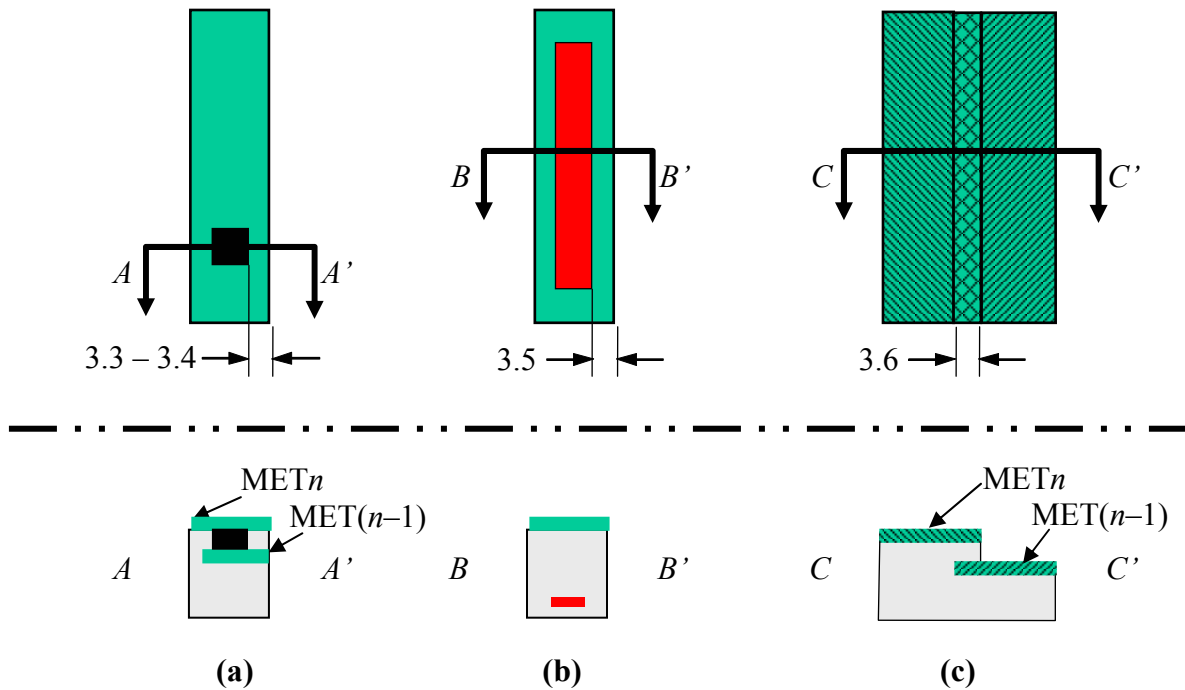 A
A’
3.3 – 3.4
B
B’
3.5
C
C’
3.6
METn
MET(n–1)
A
A’
B
B’
METn
MET(n–1)
C
C’
(a)
(b)
(c)